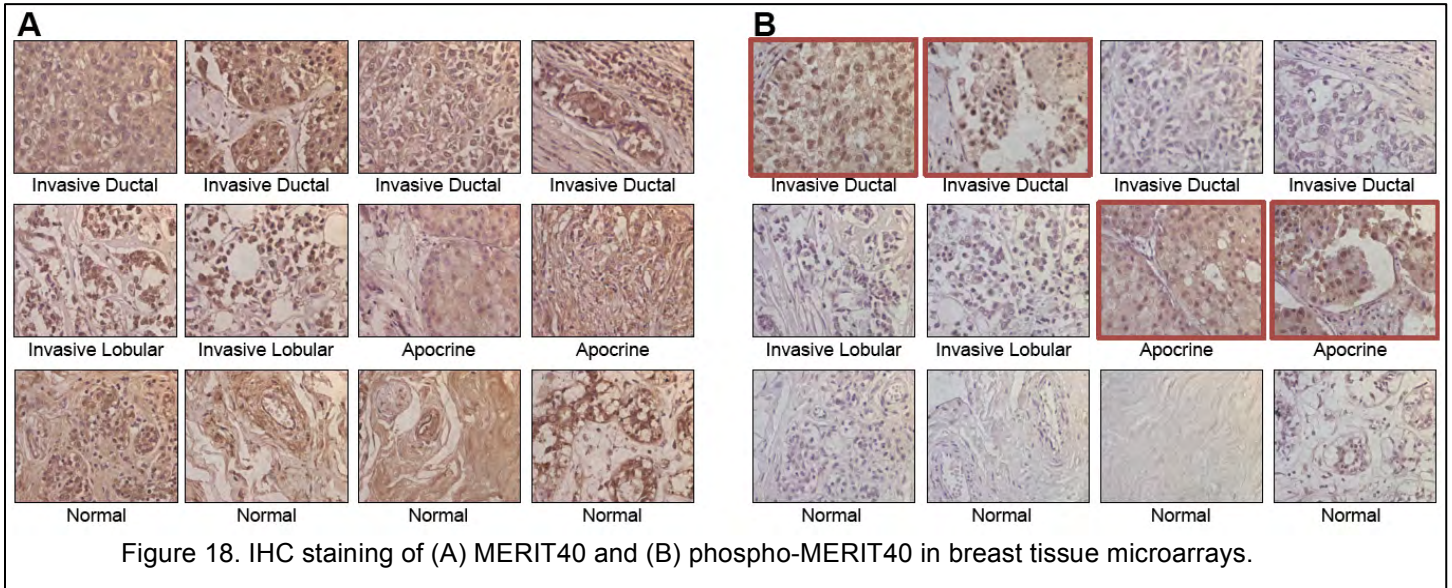 A
B
Invasive Ductal Invasive Ductal Invasive Ductal Invasive Ductal
Invasive Ductal Invasive Ductal Invasive Ductal Invasive Ductal
Invasive Lobular Invasive Lobular Apocrine Apocrine
Invasive Lobular Invasive Lobular Apocrine Apocrine
Normal Normal Normal Normal
Normal Normal Normal Normal
Figure 18. IHC staining of (A) MERIT40 and (B) phospho-MERIT40 in breast tissue microarrays.